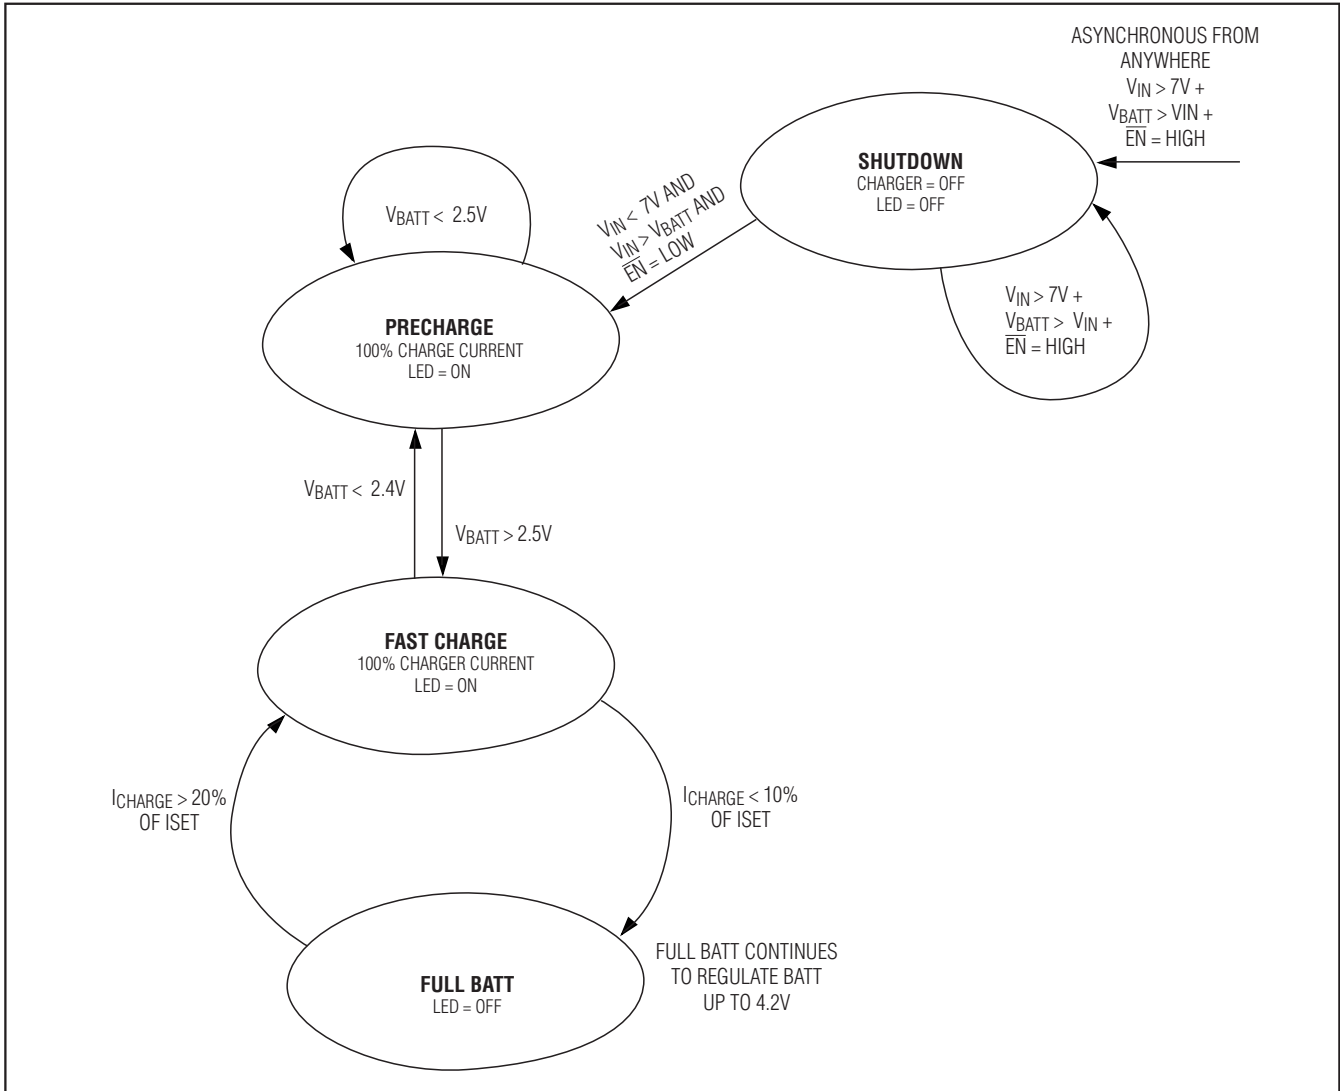 ASYNCHRONOUS FROM
ANYWHERE
VIN > 7V +
VBATT > VIN +
E̅N̅ = HIGH
SHUTDOWN
CHARGER = OFF
LED = OFF
VIN < 7V AND
VIN > VBATT AND
E̅N̅ = LOW
VBATT < 2.5V
VIN > 7V +
VBATT > VIN +
E̅N̅ = HIGH
PRECHARGE
100% CHARGE CURRENT
LED = ON
VBATT < 2.4V
VBATT > 2.5V
FAST CHARGE
100% CHARGER CURRENT
LED = ON
ICHARGE > 20%
OF ISET
ICHARGE < 10%
OF ISET
FULL BATT
LED = OFF
FULL BATT CONTINUES
TO REGULATE BATT
UP TO 4.2V